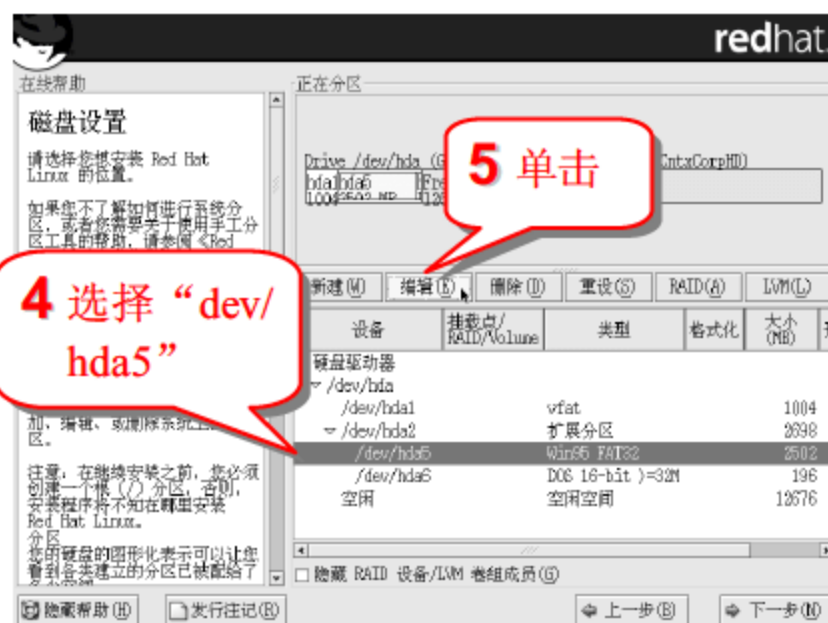 redhat.
在线帮助
磁盘设置
请选择您想安装 Red Hat
Linux 的位置。
如果您不了解如何进行系统分
区，或者您需要关于使用手工分
区工具的帮助，请参阅《Red
加、编辑、或删除系统上
区。
注意：在继续安装之前，您必须
创建一个根（/）分区，否则，
安装程序将不知在哪里安装
Red Hat Linux。
分区
您的硬盘的图形化表示可以让您
看到各类建立的分区已被配给了
4 选择“dev/
hda5”
正在分区
Drive /dev/hda (G
CntxCorpHD)
hda1 hda5 Fre
1004 2502 MP 126
5 单击
新建(W) 编辑(E) 删除(D) 重设(S) RAID(A) LVM(L)
设备 挂载点/ RAID/Volume 类型 格式化 大小 (MB)
硬盘驱动器
/dev/hda
/dev/hda1 vfat 1004
/dev/hda2 扩展分区 2698
/dev/hda5 Win95 FAT32 2502
/dev/hda6 DOS 16-bit )=32M 196
空闲 空闲空间 12676
隐藏 RAID 设备/LVM 卷组成员(G)
隐藏帮助(H) 发行注记(R) 上一步(B) 下一步(N)